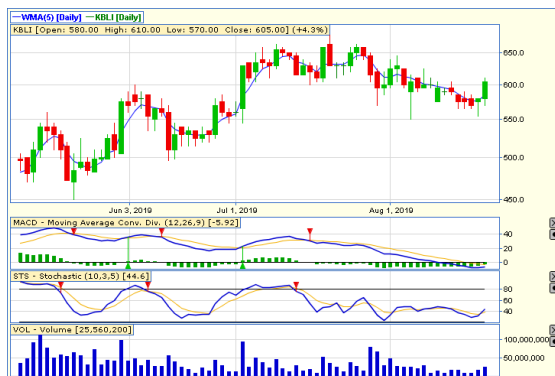 WMA(5) [Daily] KBLI [Daily]
KBLI [Open: 580.00 High: 610.00 Low: 570.00 Close: 605.00] (+4.3%)
650.0
600.0
550.0
500.0
450.0
Jun 3, 2019 Jul 1, 2019 Aug 1, 2019
MACD - Moving Average Conv. Div. (12,26,9) [-5.92]
40
20
0
STS - Stochastic (10,3,5) [44.6]
80
60
40
VOL - Volume [25,560,200]
100,000,000
50,000,000